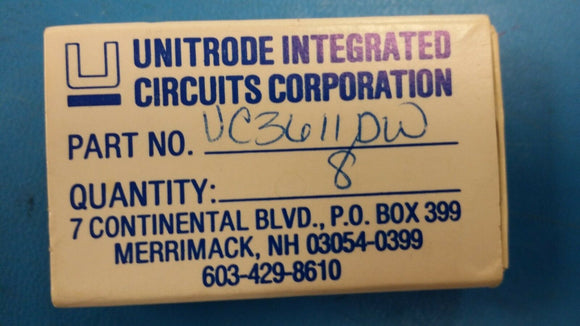 UNITRODE INTEGRATED
CIRCUITS CORPORATION
PART NO. UC3611DW
QUANTITY: 8
7 CONTINENTAL BLVD., P.O. BOX 399
MERRIMACK, NH 03054-0399
603-429-8610